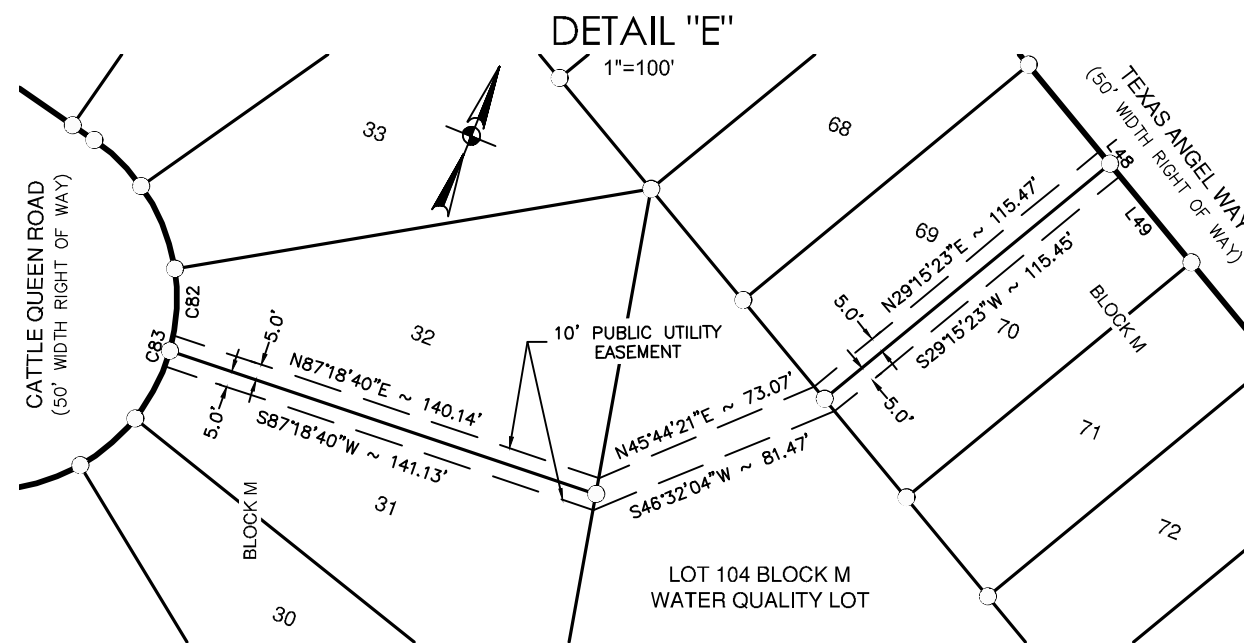 DETAIL "E"
1"=100'
TEXAS ANGEL WAY
(50' WIDTH RIGHT OF WAY)
33
68
L48
CATTLE QUEEN ROAD
(50' WIDTH RIGHT OF WAY)
69
N29°15'23"E ~ 115.47'
L49
C82
5.0'
S29°15'23"W ~ 115.45'
BLOCK M
C83
5.0'
32
10' PUBLIC UTILITY
EASEMENT
70
N87°18'40"E ~ 140.14'
5.0'
S87°18'40"W ~ 141.13'
N45°44'21"E ~ 73.07'
5.0'
71
S46°32'04"W ~ 81.47'
31
BLOCK M
72
LOT 104 BLOCK M
WATER QUALITY LOT
30